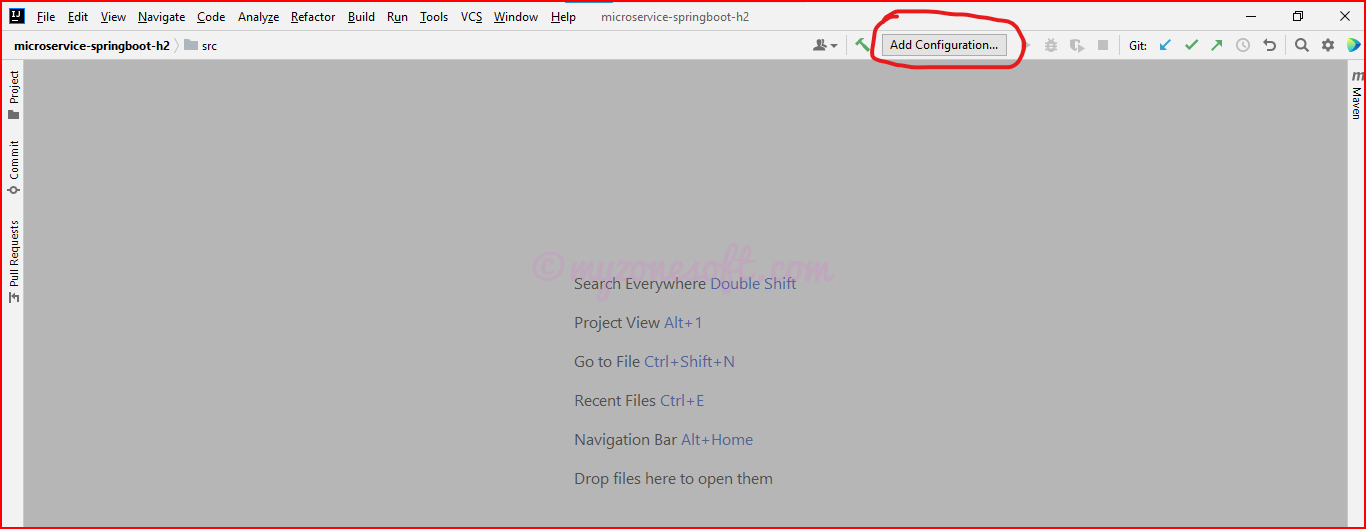 File Edit View Navigate Code Analyze Refactor Build Run Tools VCS Window Help microservice-springboot-h2
microservice-springboot-h2 src Add Configuration... Git:
Project
Commit
Pull Requests
m
Maven
©myzonesoft.com
Search Everywhere Double Shift
Project View Alt+1
Go to File Ctrl+Shift+N
Recent Files Ctrl+E
Navigation Bar Alt+Home
Drop files here to open them